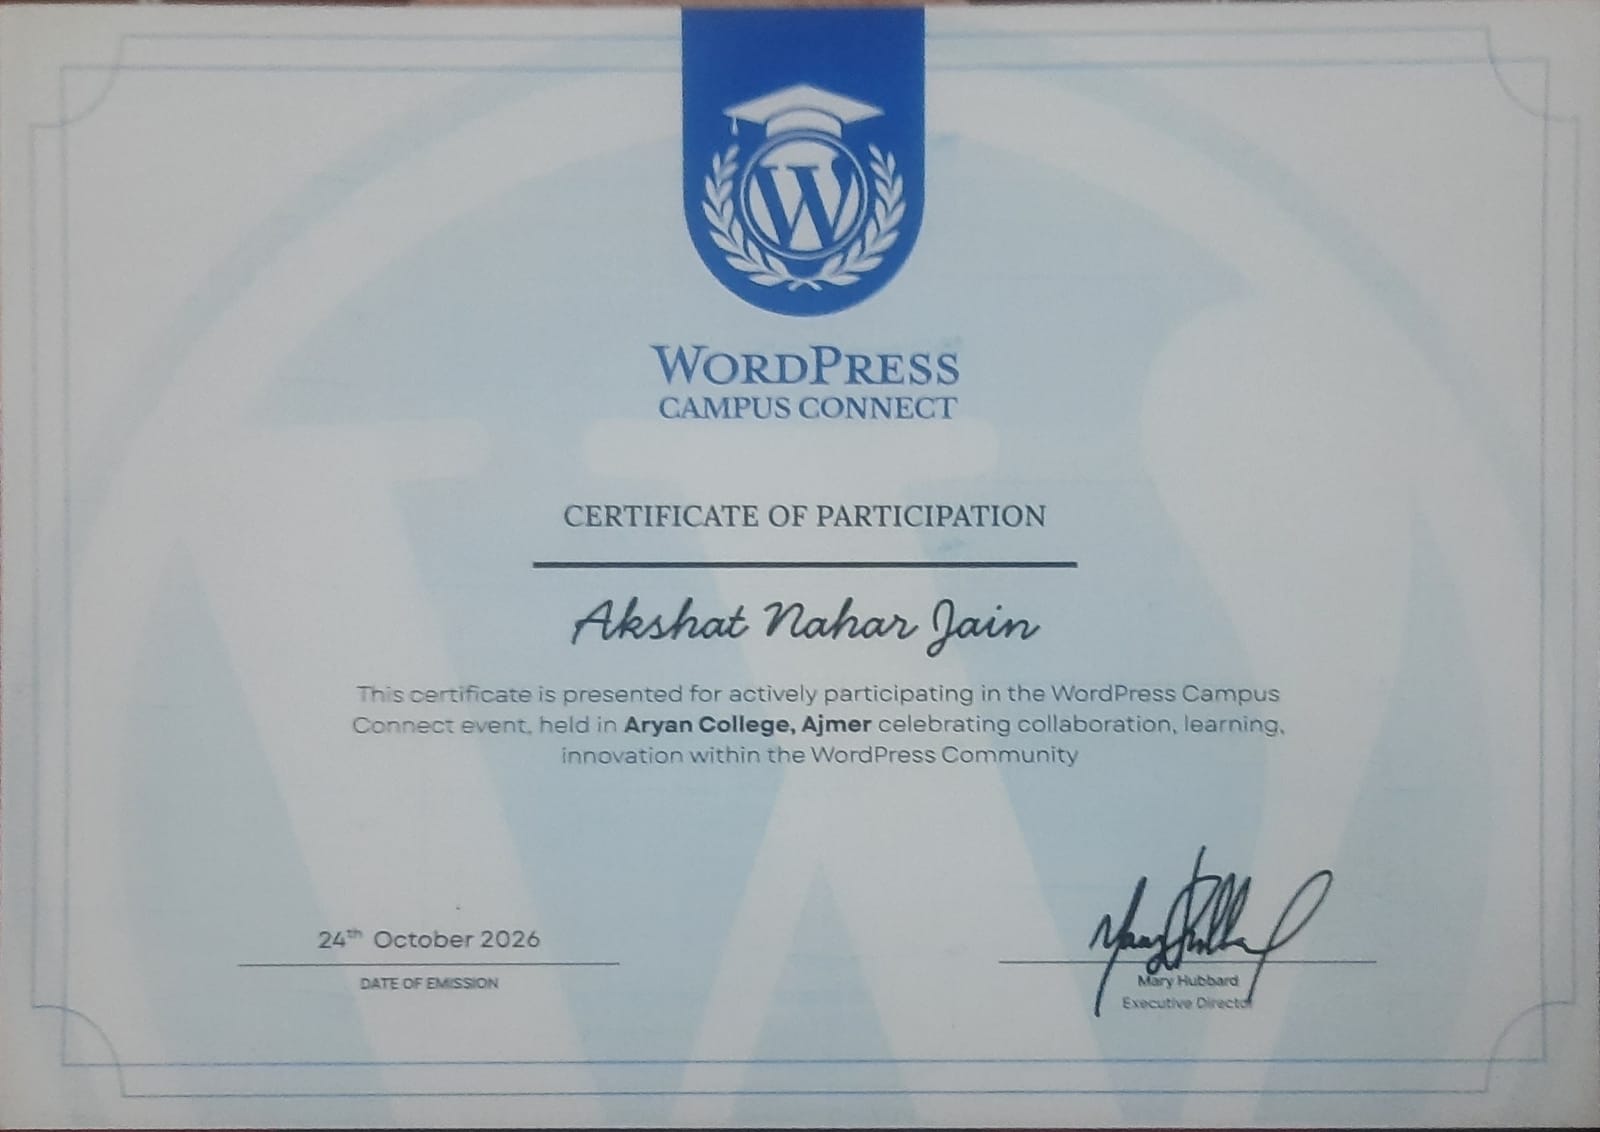 W
WORDPRESS
CAMPUS CONNECT
CERTIFICATE OF PARTICIPATION
Akshat Nahar Jain
This certificate is presented for actively participating in the WordPress Campus
Connect event, held in Aryan College, Ajmer celebrating collaboration, learning,
innovation within the WordPress Community
24th October 2026
DATE OF EMISSION
Mary Hubbard
Executive Director